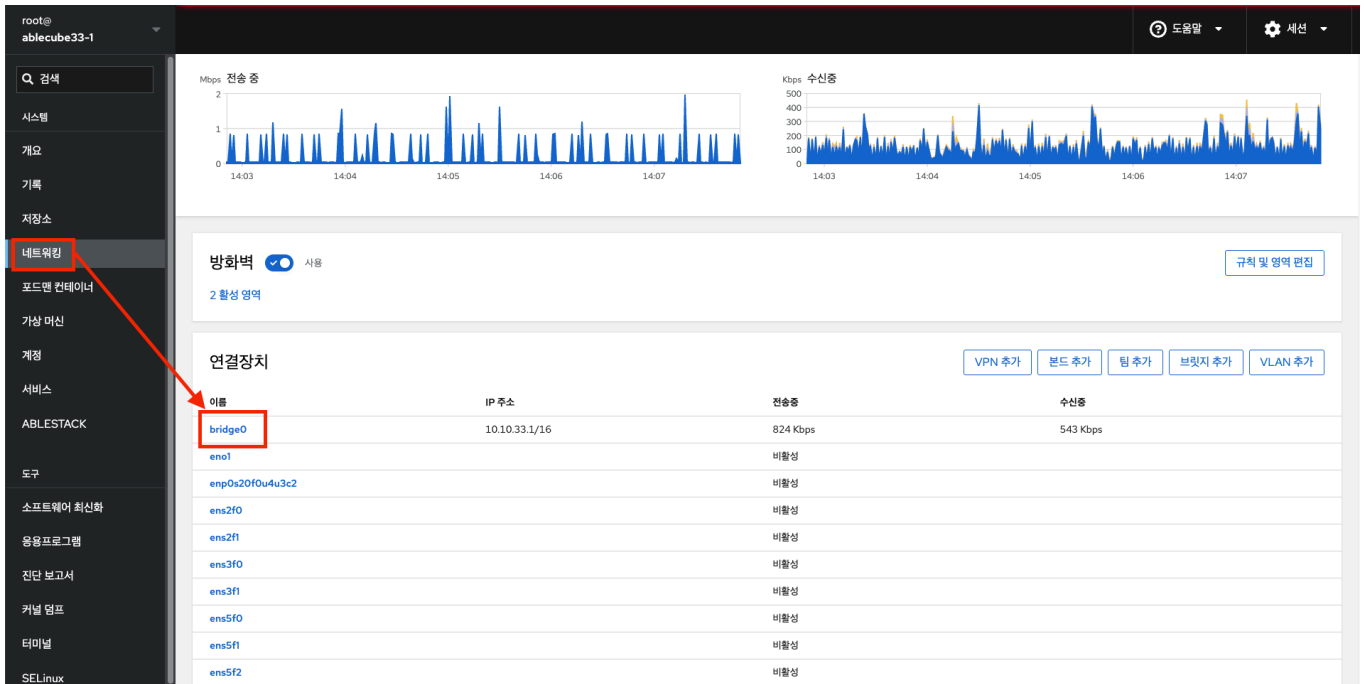 root@
ablecube33-1
도움말
세션
검색
시스템
개요
기록
저장소
네트워킹
포드맨 컨테이너
가상 머신
계정
서비스
ABLESTACK
도구
소프트웨어 최신화
응용프로그램
진단 보고서
커널 덤프
터미널
SELinux
Mbps 전송 중
2
1
0
14:03 14:04 14:05 14:06 14:07
Kbps 수신중
500
400
300
200
100
0
14:03 14:04 14:05 14:06 14:07
방화벽 사용
규칙 및 영역 편집
2 활성 영역
연결장치
VPN 추가 본드 추가 팀 추가 브릿지 추가 VLAN 추가
이름 IP 주소 전송중 수신중
bridge0 10.10.33.1/16 824 Kbps 543 Kbps
eno1 비활성
enp0s20f0u4u3c2 비활성
ens2f0 비활성
ens2f1 비활성
ens3f0 비활성
ens3f1 비활성
ens5f0 비활성
ens5f1 비활성
ens5f2 비활성